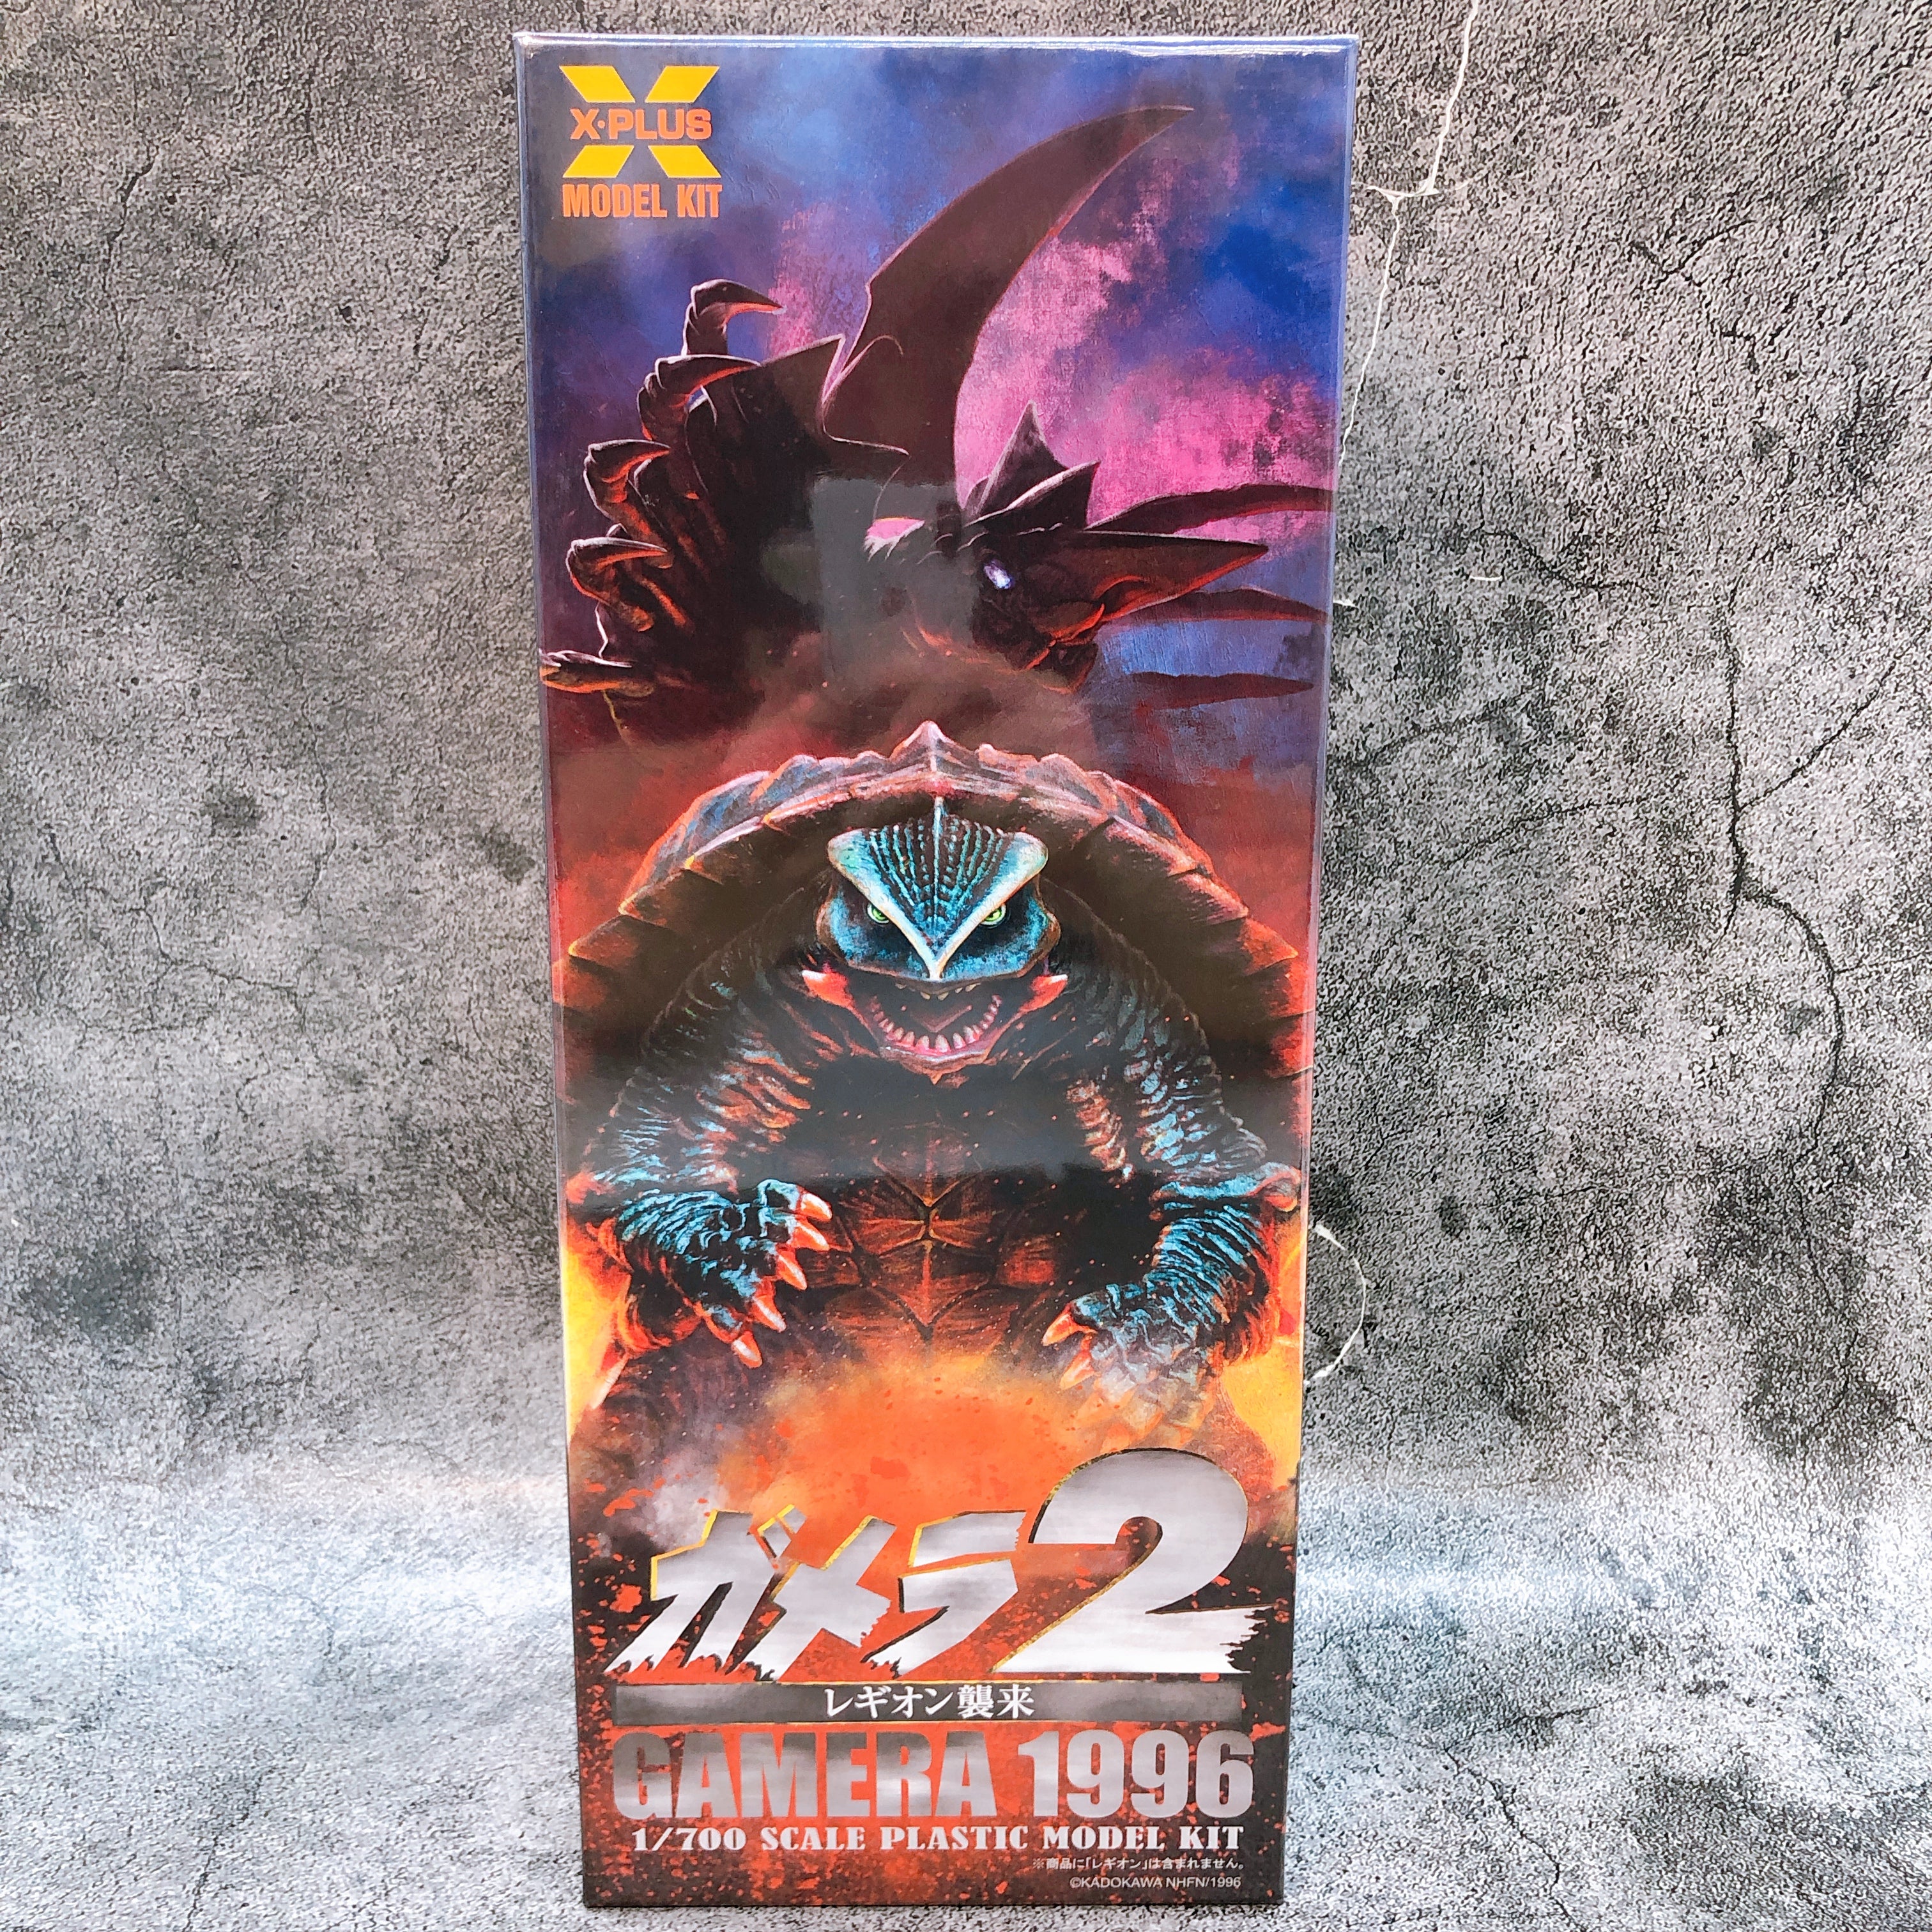 X·PLUS
MODEL KIT
ガメラ2
レギオン襲来
GAMERA 1996
1/700 SCALE PLASTIC MODEL KIT
※商品に「レギオン」は含まれません。
©KADOKAWA NHFN/1996